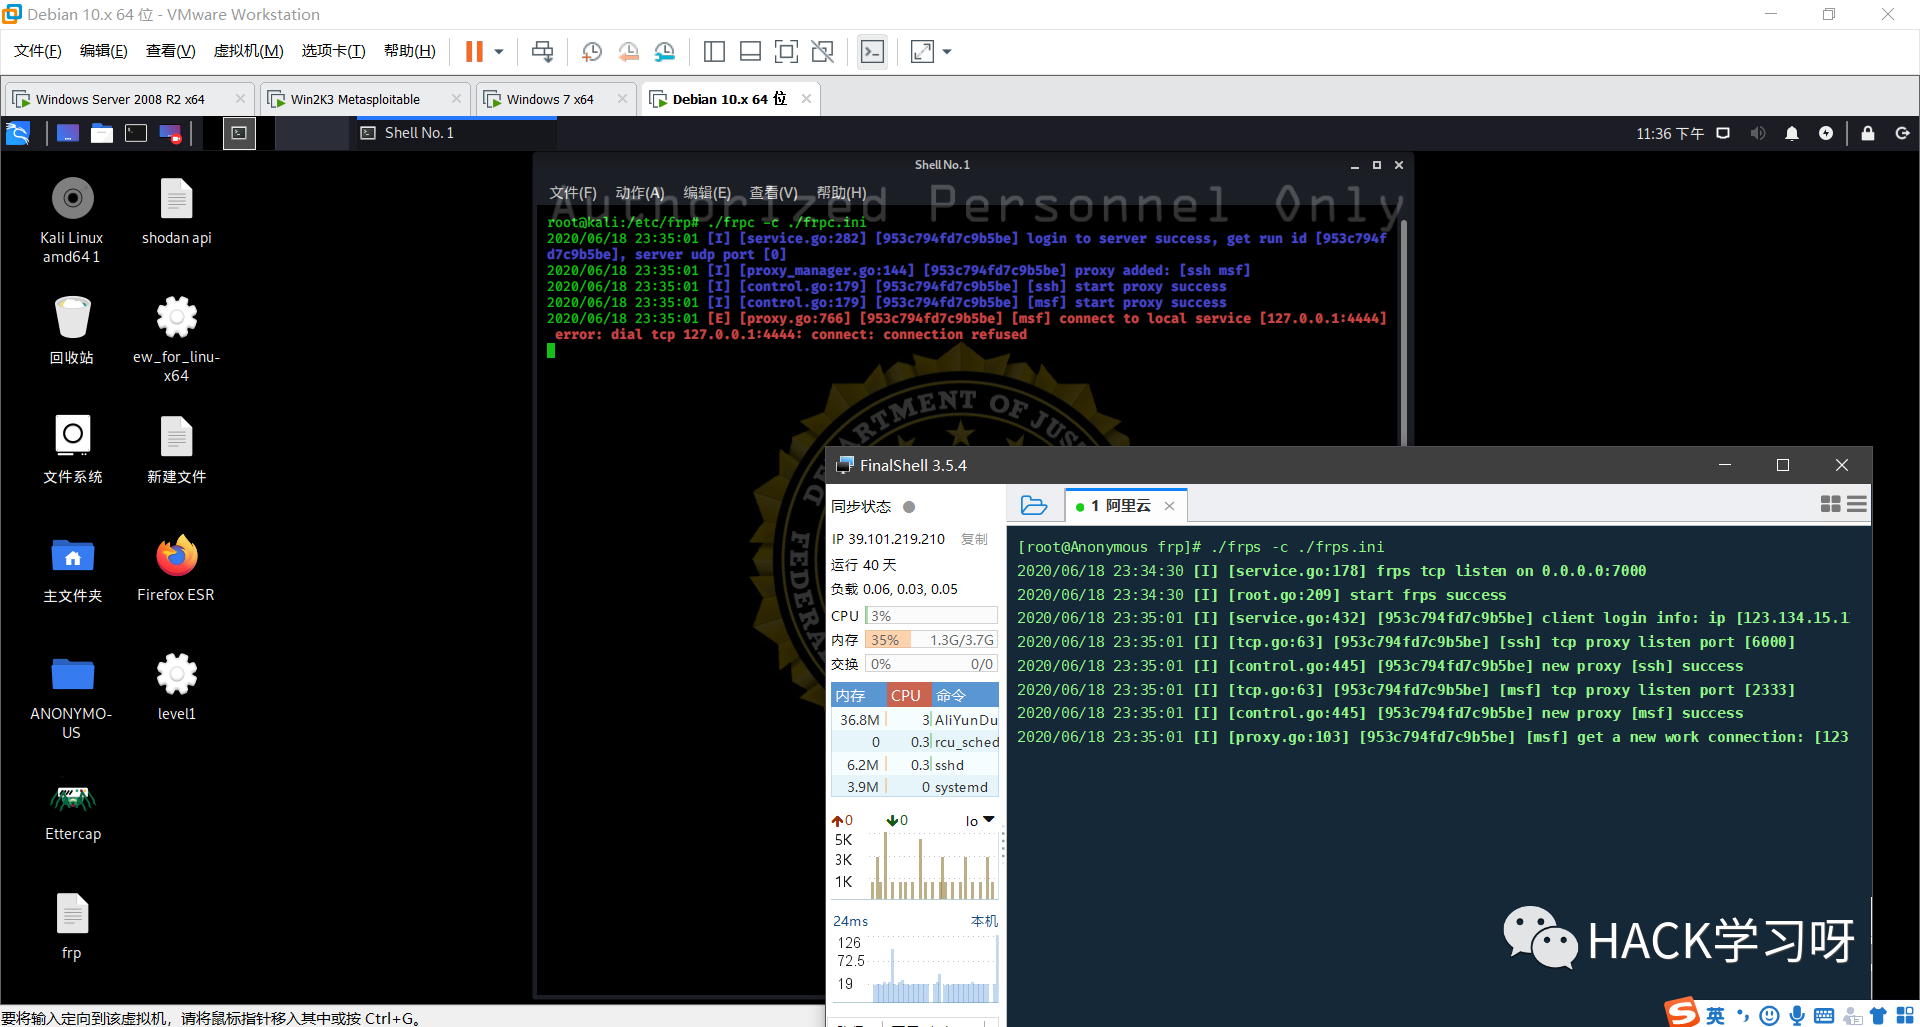 Debian 10.x 64 位 - VMware Workstation
文件(F) 编辑(E) 查看(V) 虚拟机(M) 选项卡(T) 帮助(H)
Windows Server 2008 R2 x64
Win2K3 Metasploitable
Windows 7 x64
Debian 10.x 64 位
Shell No. 1
11:36 下午
Kali Linux
amd64 1
shodan api
回收站
ew_for_linu-
x64
文件系统
新建文件
主文件夹
Firefox ESR
ANONYMO-
US
level1
Ettercap
frp
Shell No. 1
文件(F) 动作(A) 编辑(E) 查看(V) 帮助(H)
Authorized Personnel Only
root@kali:/etc/frp# ./frpc -c ./frpc.ini
2020/06/18 23:35:01 [I] [service.go:282] [953c794fd7c9b5be] login to server success, get run id [953c794f
d7c9b5be], server udp port [0]
2020/06/18 23:35:01 [I] [proxy_manager.go:144] [953c794fd7c9b5be] proxy added: [ssh msf]
2020/06/18 23:35:01 [I] [control.go:179] [953c794fd7c9b5be] [ssh] start proxy success
2020/06/18 23:35:01 [I] [control.go:179] [953c794fd7c9b5be] [msf] start proxy success
2020/06/18 23:35:01 [E] [proxy.go:766] [953c794fd7c9b5be] [msf] connect to local service [127.0.0.1:4444]
error: dial tcp 127.0.0.1:4444: connect: connection refused
DEPARTMENT OF JUS
FEDERA
FinalShell 3.5.4
同步状态
IP 39.101.219.210 复制
运行 40 天
负载 0.06, 0.03, 0.05
CPU 3%
内存 35% 1.3G/3.7G
交换 0% 0/0
内存 CPU 命令
36.8M 3 AliYunDu
0 0.3 rcu_sched
6.2M 0.3 sshd
3.9M 0 systemd
0 0 lo
5K
3K
1K
24ms 本机
126
72.5
19
1 阿里云
[root@Anonymous frp]# ./frps -c ./frps.ini
2020/06/18 23:34:30 [I] [service.go:178] frps tcp listen on 0.0.0.0:7000
2020/06/18 23:34:30 [I] [root.go:209] start frps success
2020/06/18 23:35:01 [I] [service.go:432] [953c794fd7c9b5be] client login info: ip [123.134.15.1
2020/06/18 23:35:01 [I] [tcp.go:63] [953c794fd7c9b5be] [ssh] tcp proxy listen port [6000]
2020/06/18 23:35:01 [I] [control.go:445] [953c794fd7c9b5be] new proxy [ssh] success
2020/06/18 23:35:01 [I] [tcp.go:63] [953c794fd7c9b5be] [msf] tcp proxy listen port [2333]
2020/06/18 23:35:01 [I] [control.go:445] [953c794fd7c9b5be] new proxy [msf] success
2020/06/18 23:35:01 [I] [proxy.go:103] [953c794fd7c9b5be] [msf] get a new work connection: [123
HACK学习呀
要将输入定向到该虚拟机，请将鼠标指针移入其中或按 Ctrl+G。
英